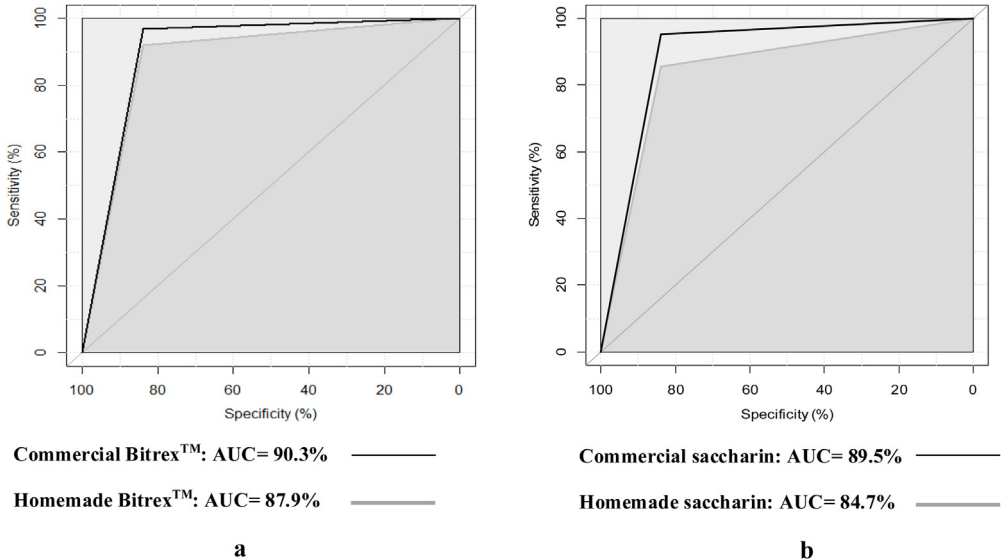 100
80
60
40
20
0
Sensitivity (%)
100
80
60
40
20
0
Specificity (%)
Commercial Bitrex™: AUC= 90.3%
Homemade Bitrex™: AUC= 87.9%
a
100
80
60
40
20
0
Sensitivity (%)
100
80
60
40
20
0
Specificity (%)
Commercial saccharin: AUC= 89.5%
Homemade saccharin: AUC= 84.7%
b